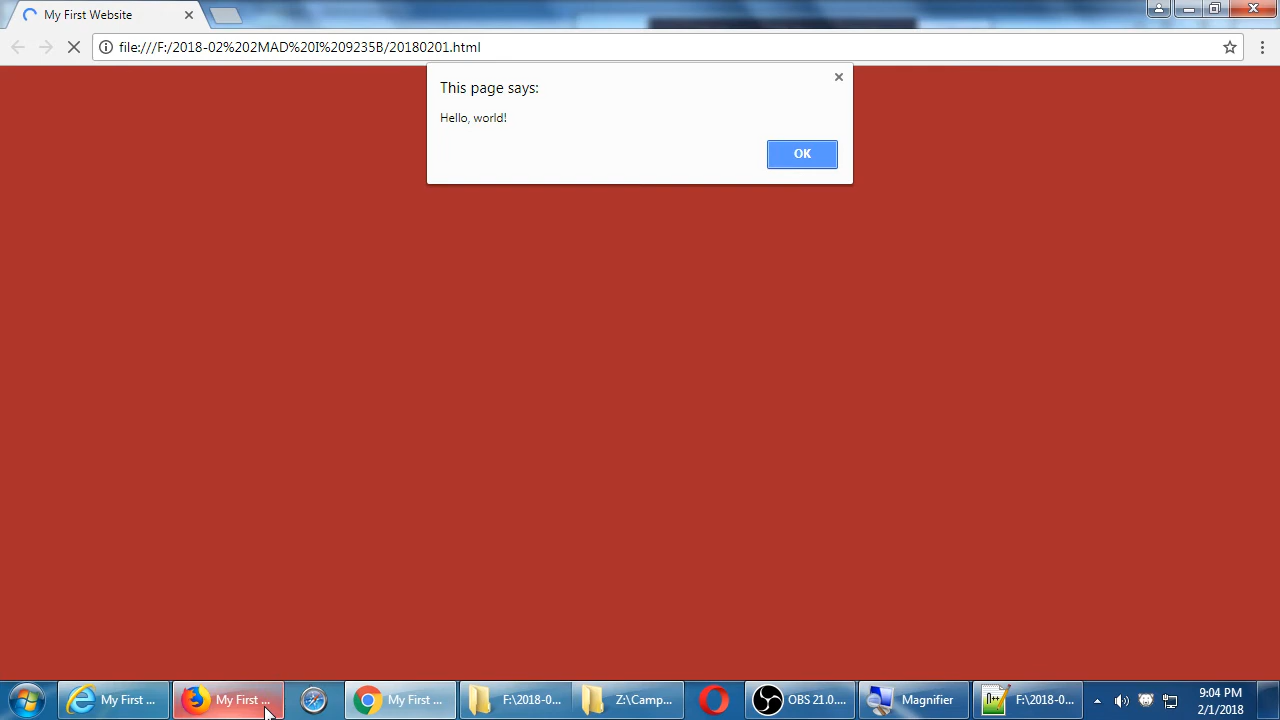 My First Website
file:///F:/2018-02%202MAD%20I%209235B/20180201.html
This page says:
Hello, world!
OK
My First ...
My First ...
My First ...
F:\2018-0...
Z:\Camp...
OBS 21.0....
Magnifier
F:\2018-0...
9:04 PM
2/1/2018